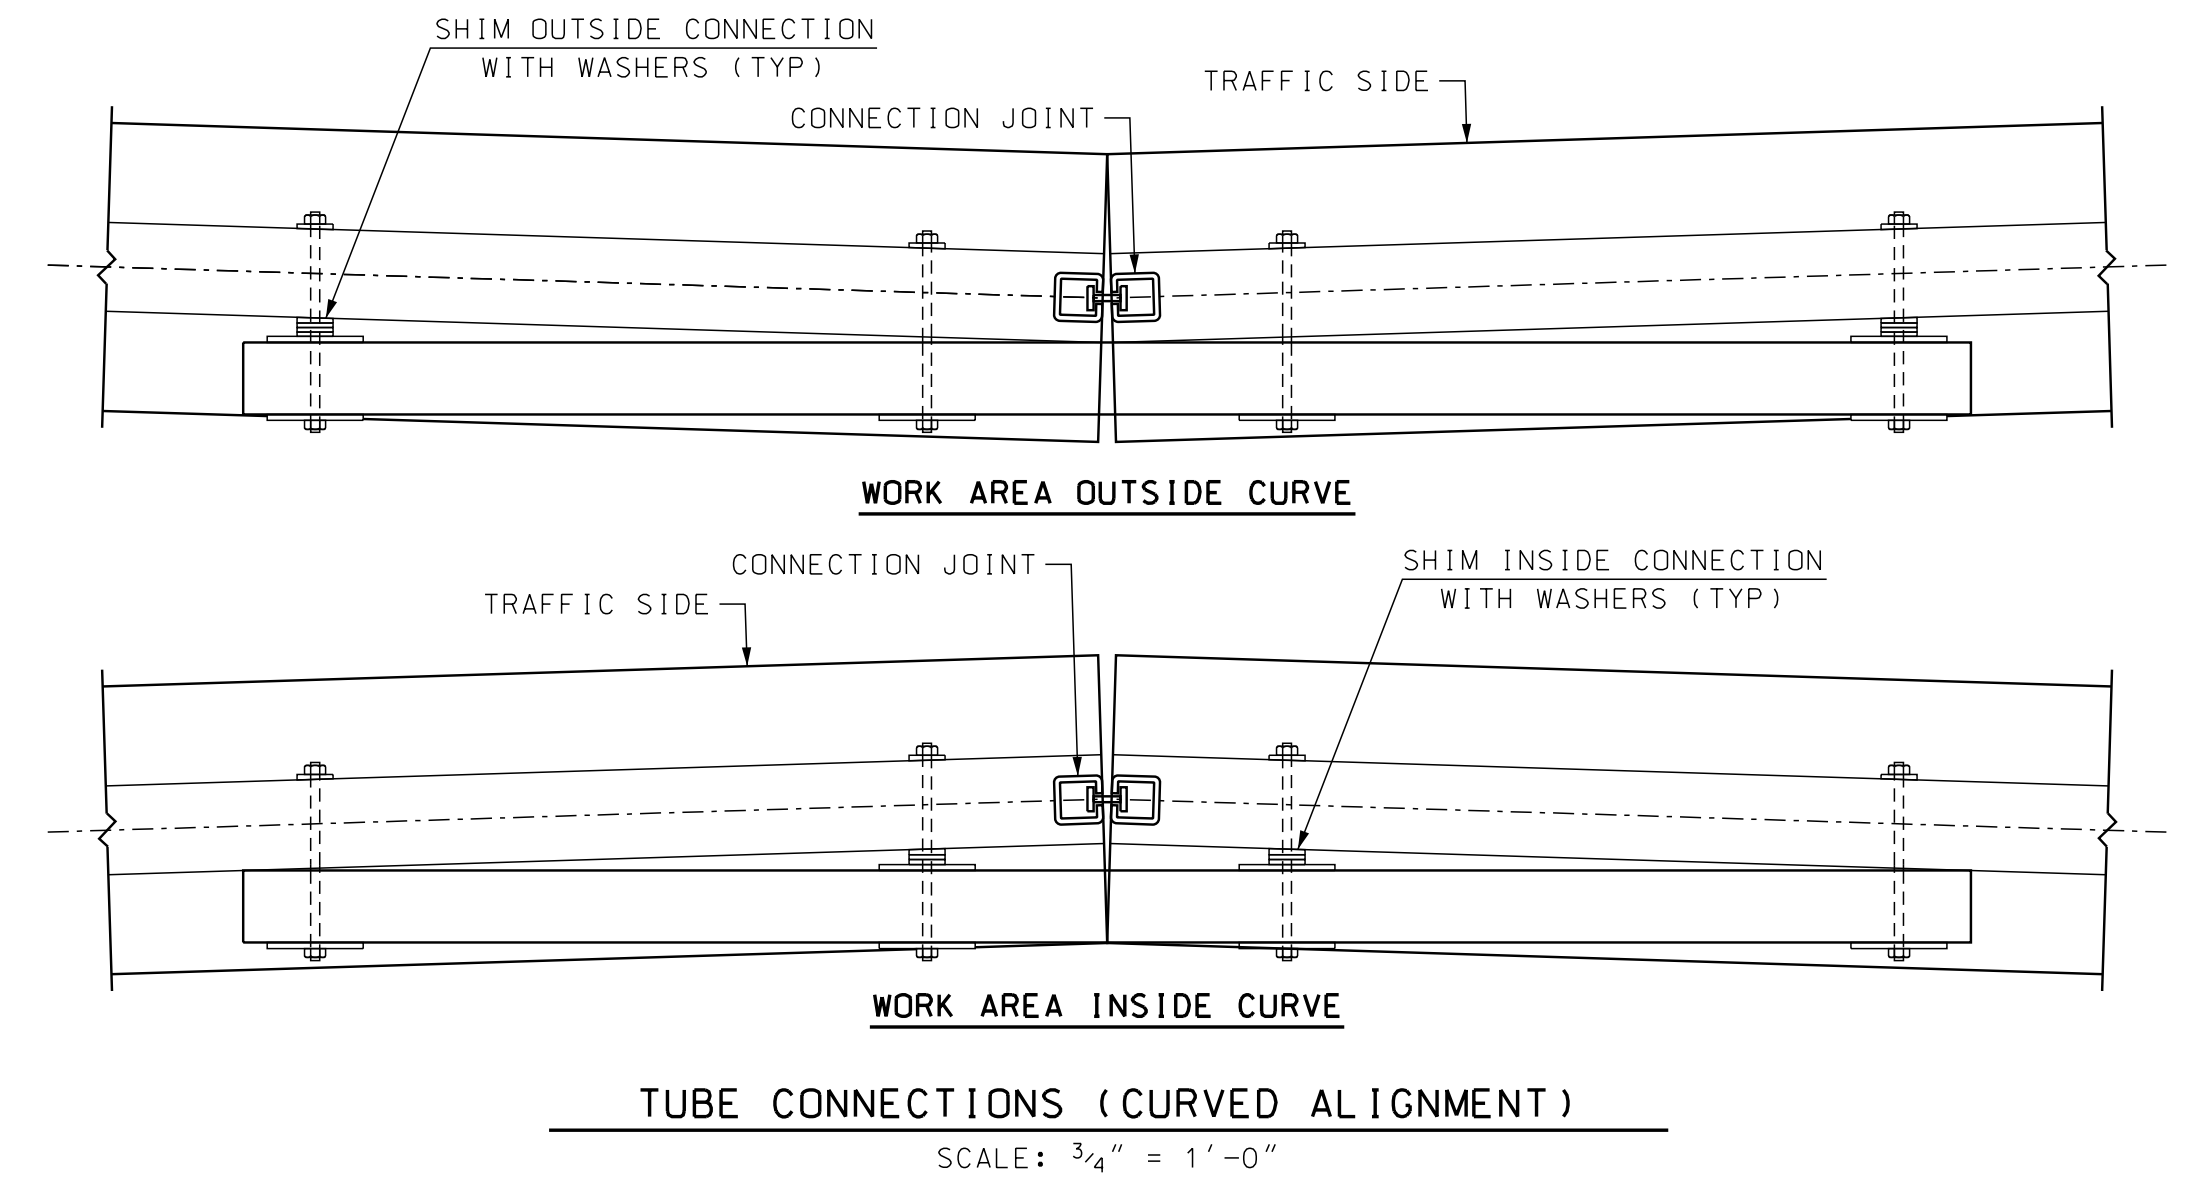 SHIM OUTSIDE CONNECTION
WITH WASHERS (TYP)
TRAFFIC SIDE
CONNECTION JOINT
WORK AREA OUTSIDE CURVE
CONNECTION JOINT
SHIM INSIDE CONNECTION
WITH WASHERS (TYP)
TRAFFIC SIDE
WORK AREA INSIDE CURVE
TUBE CONNECTIONS (CURVED ALIGNMENT)
SCALE: 3/4" = 1'-0"